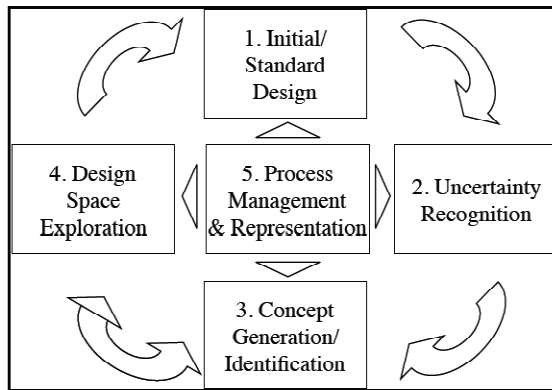 1. Initial/
Standard
Design
4. Design
Space
Exploration
5. Process
Management
& Representation
2. Uncertainty
Recognition
3. Concept
Generation/
Identification